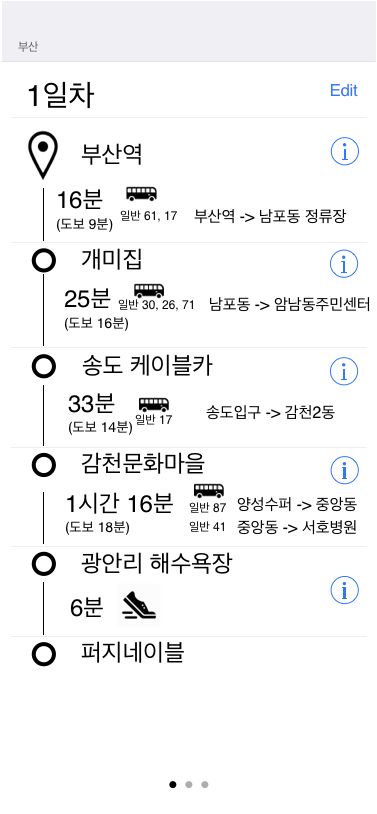 부산
1일차
Edit
부산역
16분
(도보 9분)
일반 61, 17
부산역 -> 남포동 정류장
개미집
25분
(도보 16분)
일반 30, 26, 71
남포동 -> 암남동주민센터
송도 케이블카
33분
(도보 14분)
일반 17
송도입구 -> 감천2동
감천문화마을
1시간 16분
(도보 18분)
일반 87
양성수퍼 -> 중앙동
일반 41
중앙동 -> 서호병원
광안리 해수욕장
6분
퍼지네이블